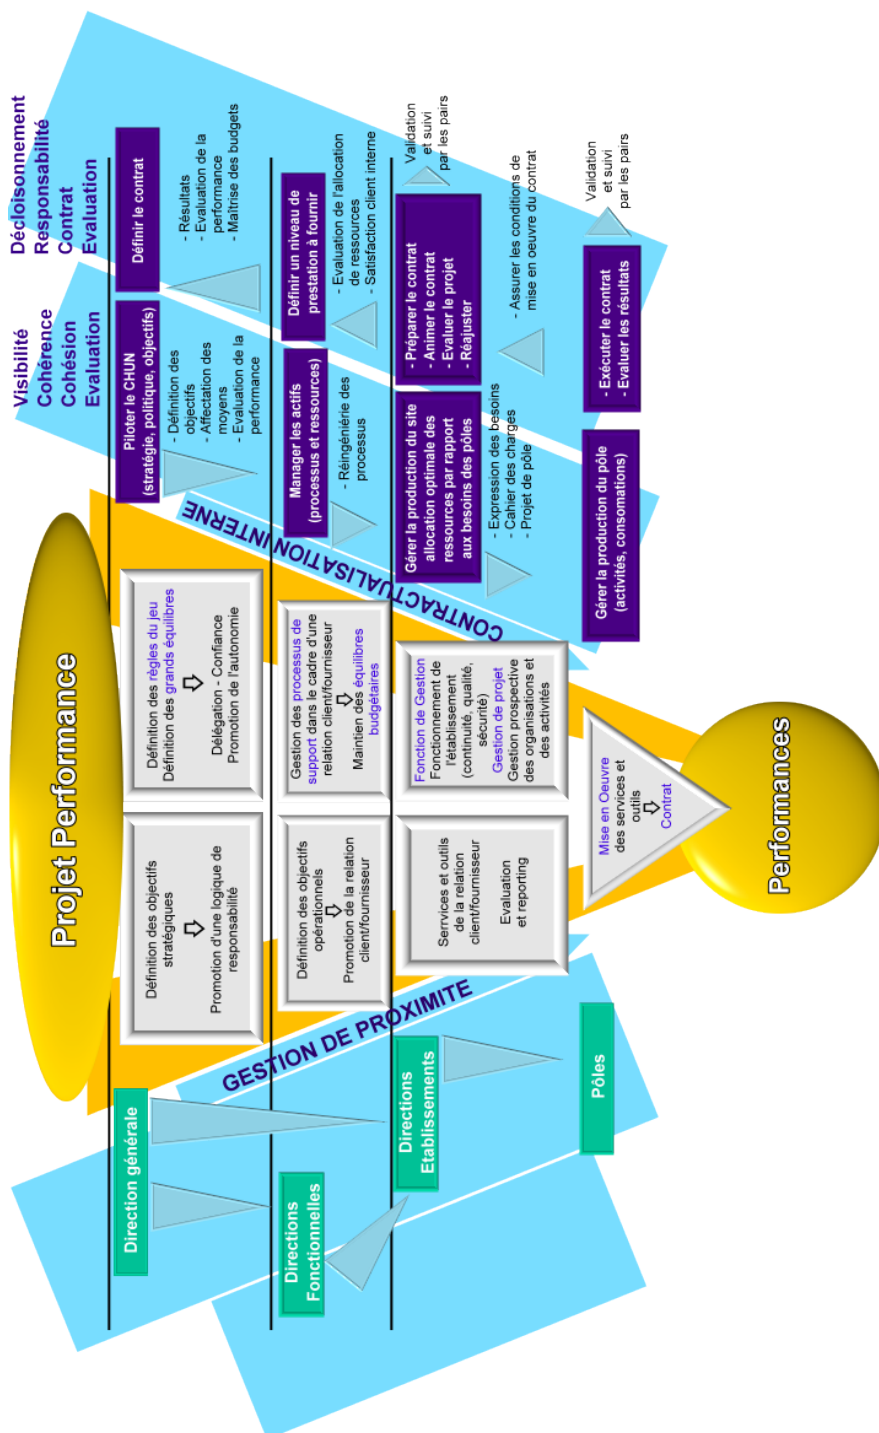 Projet Performance
Visibilité
Cohérence
Cohésion
Evaluation
Décloisonnement
Responsabilité
Contrat
Evaluation
Direction générale
Définition des objectifs
stratégiques
Promotion d'une logique de
responsabilité
Définition des règles du jeu
Définition des grands équilibres
Délégation - Confiance
Promotion de l'autonomie
Piloter le CHUN
(stratégie, politique, objectifs)
- Définition des
objectifs
- Affectation des
moyens
- Evaluation de la
performance
Définir le contrat
- Résultats
- Evaluation de la
performance
- Maîtrise des budgets
GESTION DE PROXIMITE
CONTRACTUALISATION INTERNE
Directions
Fonctionnelles
Définition des objectifs
opérationnels
Promotion de la relation
client/fournisseur
Gestion des processus de
support dans le cadre d'une
relation client/fournisseur
Maintien des équilibres
budgétaires
Manager les actifs
(processus et ressources)
- Réingéniérie des
processus
Définir un niveau de
prestation à fournir
- Evaluation de l'allocation
de ressources
- Satisfaction client interne
Directions
Etablissements
Serrvices et outils
de la relation
client/fournisseur
Evaluation
et reporting
Fonction de Gestion
Fonctionnement de
l'établissement
(continuité, qualité,
sécurité)
Gestion de projet
Gestion prospective
des organisations et
des activités
Gérer la production du site
allocation optimale des
ressources par rapport
aux besoins des pôles
- Expression des besoins
- Cahier des charges
- Projet de pôle
- Préparer le contrat
- Animer le contrat
- Evaluer le projet
- Réajuster
Validation
et suivi
par les pairs
- Assurer les conditions de
mise en oeuvre du contrat
Pôles
Mise en Oeuvre
des services et
outils
Contrat
Gérer la production du pôle
(activités, consomations)
- Exécuter le contrat
- Evaluer les résultats
Validation
et suivi
par les pairs
Performances